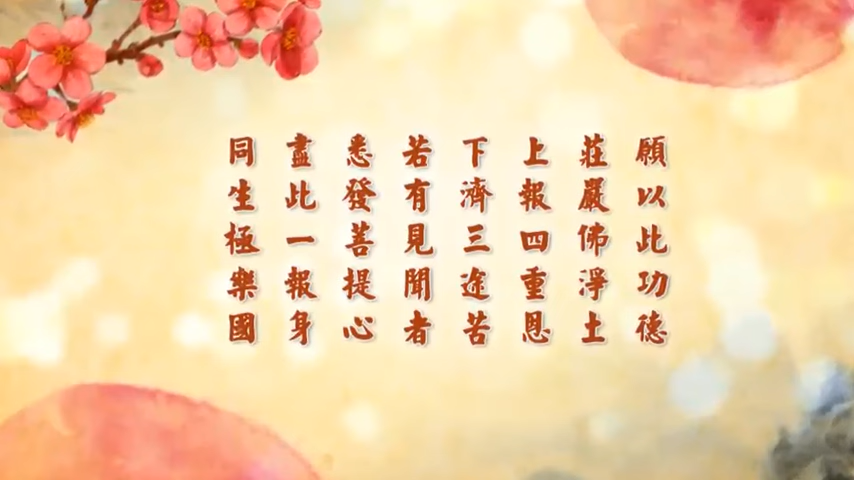 願以此功德
莊嚴佛淨土
上報四重恩
下濟三途苦
若有見聞者
悉發菩提心
盡此一報身
同生極樂國